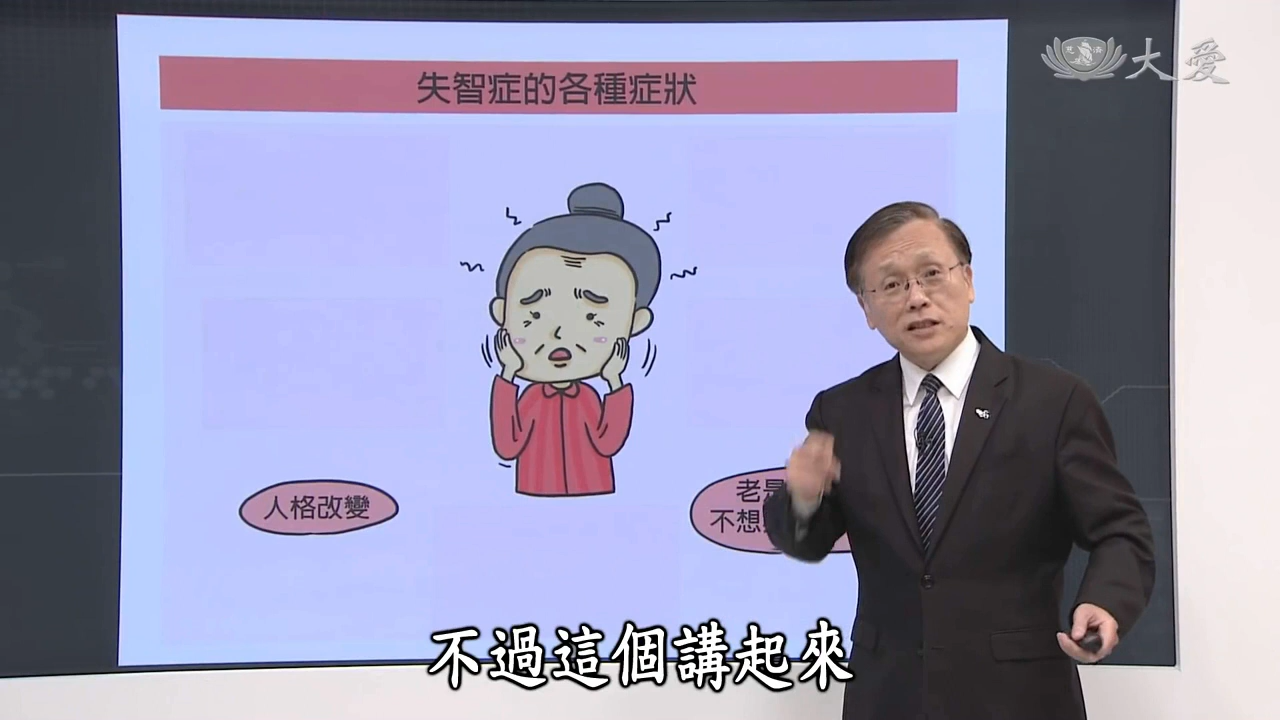 失智症的各種症狀
大愛
人格改變
老是
不想
不過這個講起來